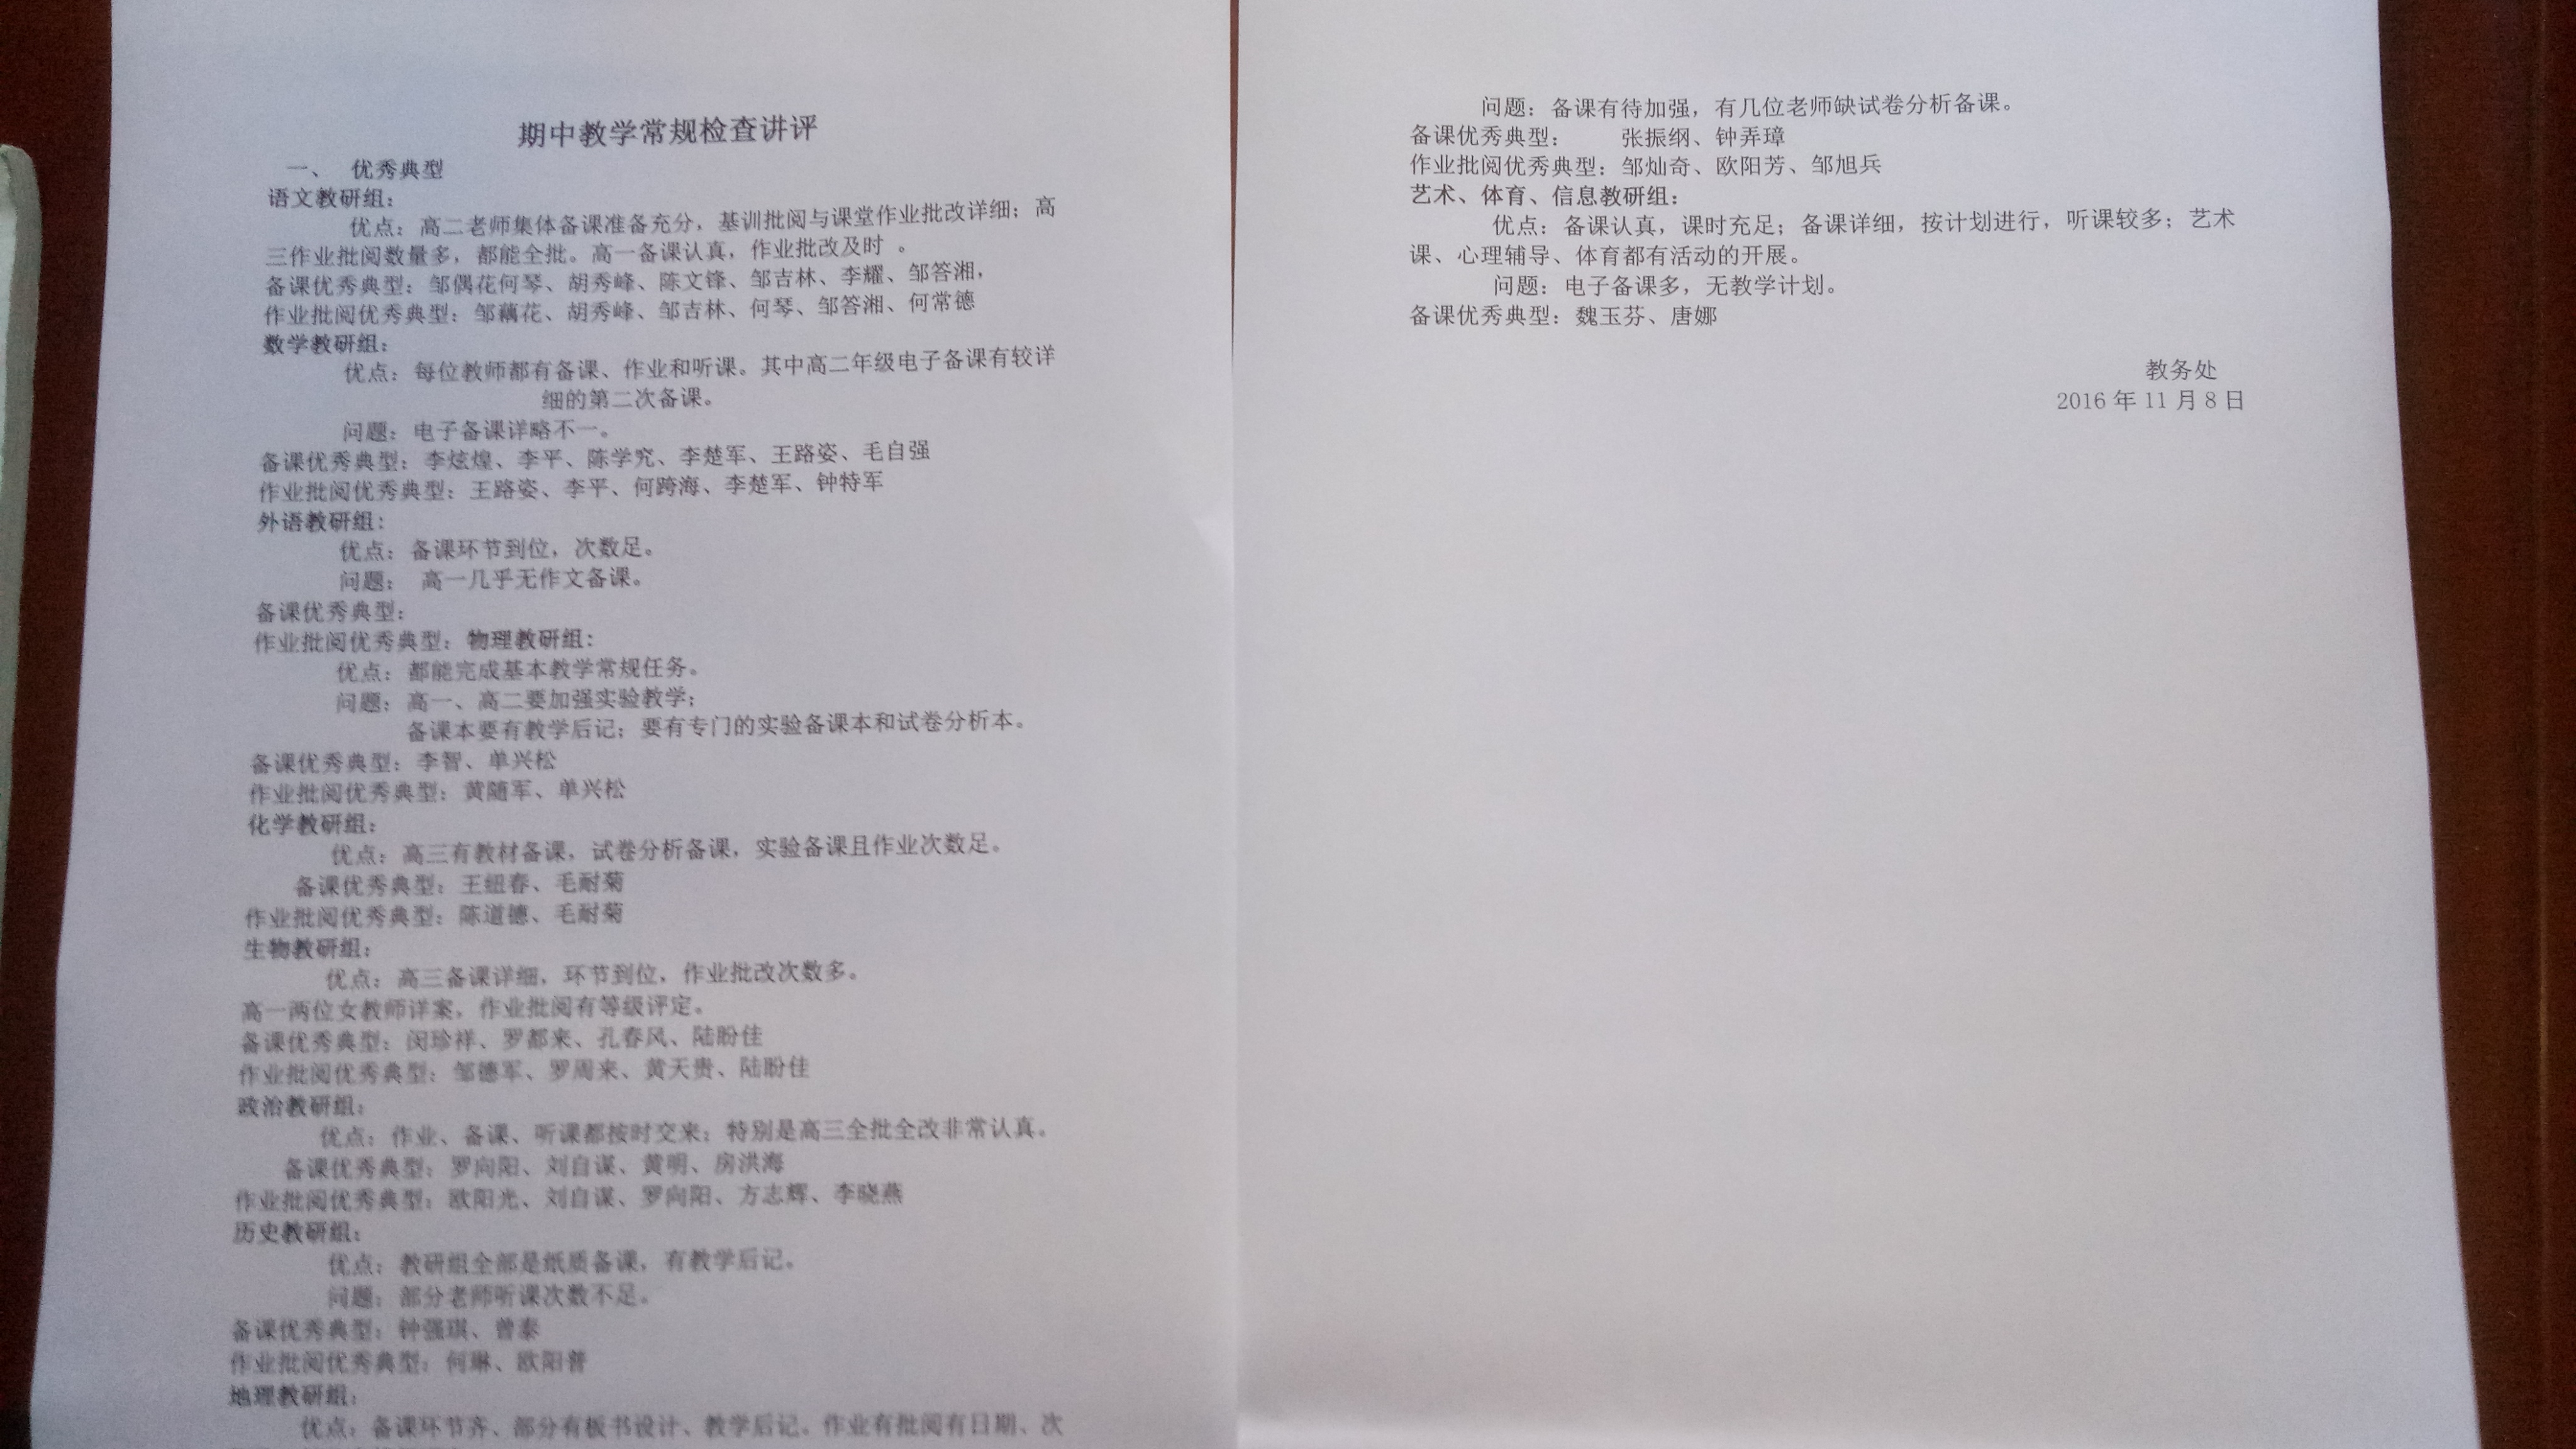 期中教学常规检查讲评
一、 优秀典型
语文教研组：
优点：高二老师集体备课准备充分，基训批阅与课堂作业批改详细；高
三作业批阅数量多，都能全批。高一备课认真，作业批改及时 。
备课优秀典型：邹偶花何琴、胡秀峰、陈文锋、邹吉林、李耀、邹答湘，
作业批阅优秀典型：邹藕花、胡秀峰、邹吉林、何琴、邹答湘、何常德
数学教研组：
优点：每位教师都有备课、作业和听课。其中高二年级电子备课有较详
细的第二次备课。
问题：电子备课详略不一。
备课优秀典型：李炫煌、李平、陈学究、李楚军、王路姿、毛自强
作业批阅优秀典型：王路姿、李平、何跨海、李楚军、钟特军
外语教研组：
优点：备课环节到位，次数足。
问题： 高一几乎无作文备课。
备课优秀典型：
作业批阅优秀典型：物理教研组：
优点：都能完成基本教学常规任务。
问题：高一、高二要加强实验教学；
备课本要有教学后记；要有专门的实验备课本和试卷分析本。
备课优秀典型：李智、单兴松
作业批阅优秀典型：黄随军、单兴松
化学教研组：
优点：高三有教材备课，试卷分析备课，实验备课且作业次数足。
备课优秀典型：王纽春、毛耐菊
作业批阅优秀典型：陈道德、毛耐菊
生物教研组：
优点：高三备课详细，环节到位，作业批改次数多。
高一两位女教师详案，作业批阅有等级评定。
备课优秀典型：闵珍祥、罗都来、孔春风、陆盼佳
作业批阅优秀典型：邹德军、罗周来、黄天贵、陆盼佳
政治教研组：
优点：作业、备课、听课都按时交来；特别是高三全批全改非常认真。
备课优秀典型：罗向阳、刘自谋、黄明、房洪海
作业批阅优秀典型：欧阳光、刘自谋、罗向阳、方志辉、李晓燕
历史教研组：
优点：教研组全部是纸质备课，有教学后记。
问题：部分老师听课次数不足。
备课优秀典型：钟强琪、曾泰
作业批阅优秀典型：何琳、欧阳普
地理教研组：
优点：备课环节齐、部分有板书设计、教学后记。作业有批阅有日期、次
问题：备课有待加强，有几位老师缺试卷分析备课。
备课优秀典型： 张振纲、钟弄璋
作业批阅优秀典型：邹灿奇、欧阳芳、邹旭兵
艺术、体育、信息教研组：
优点：备课认真，课时充足；备课详细，按计划进行，听课较多；艺术
课、心理辅导、体育都有活动的开展。
问题：电子备课多，无教学计划。
备课优秀典型：魏玉芬、唐娜
教务处
2016 年 11 月 8 日